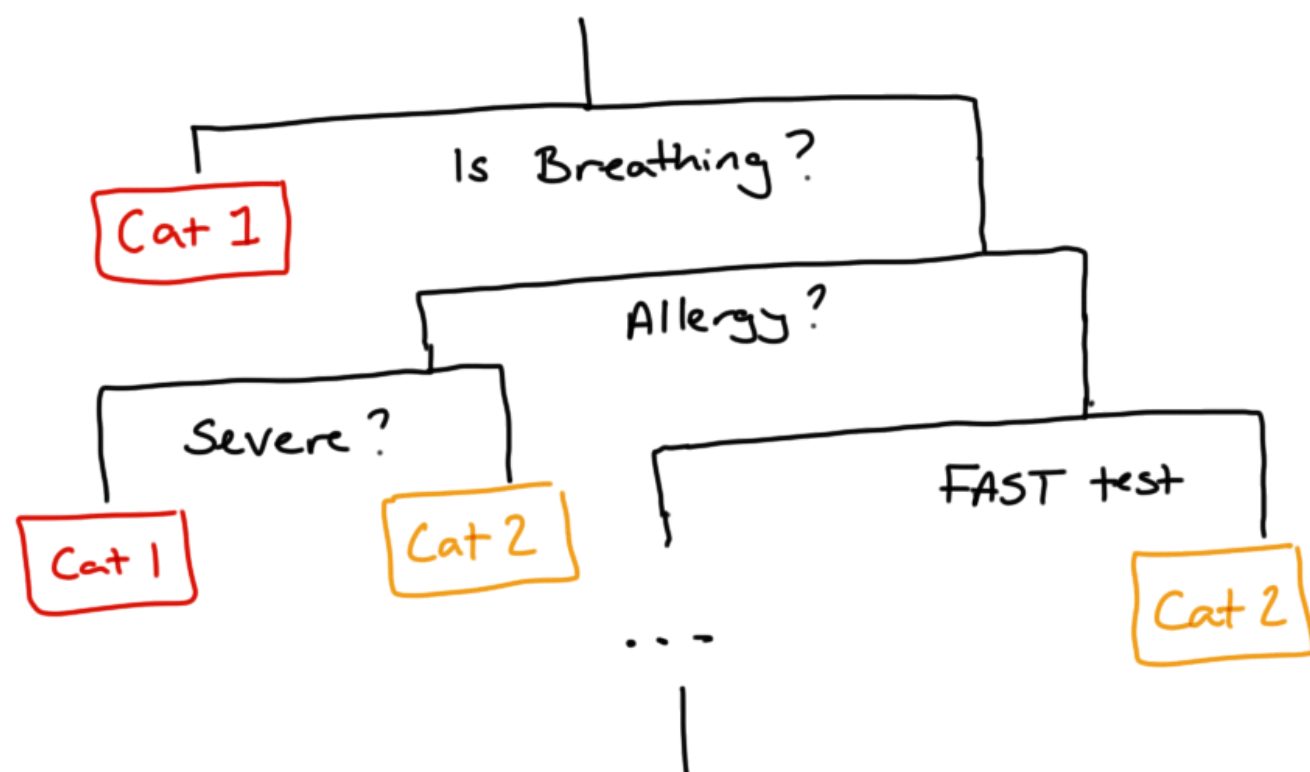 Is Breathing?
Cat 1
Allergy?
Severe?
FAST test
Cat 1
Cat 2
Cat 2
...